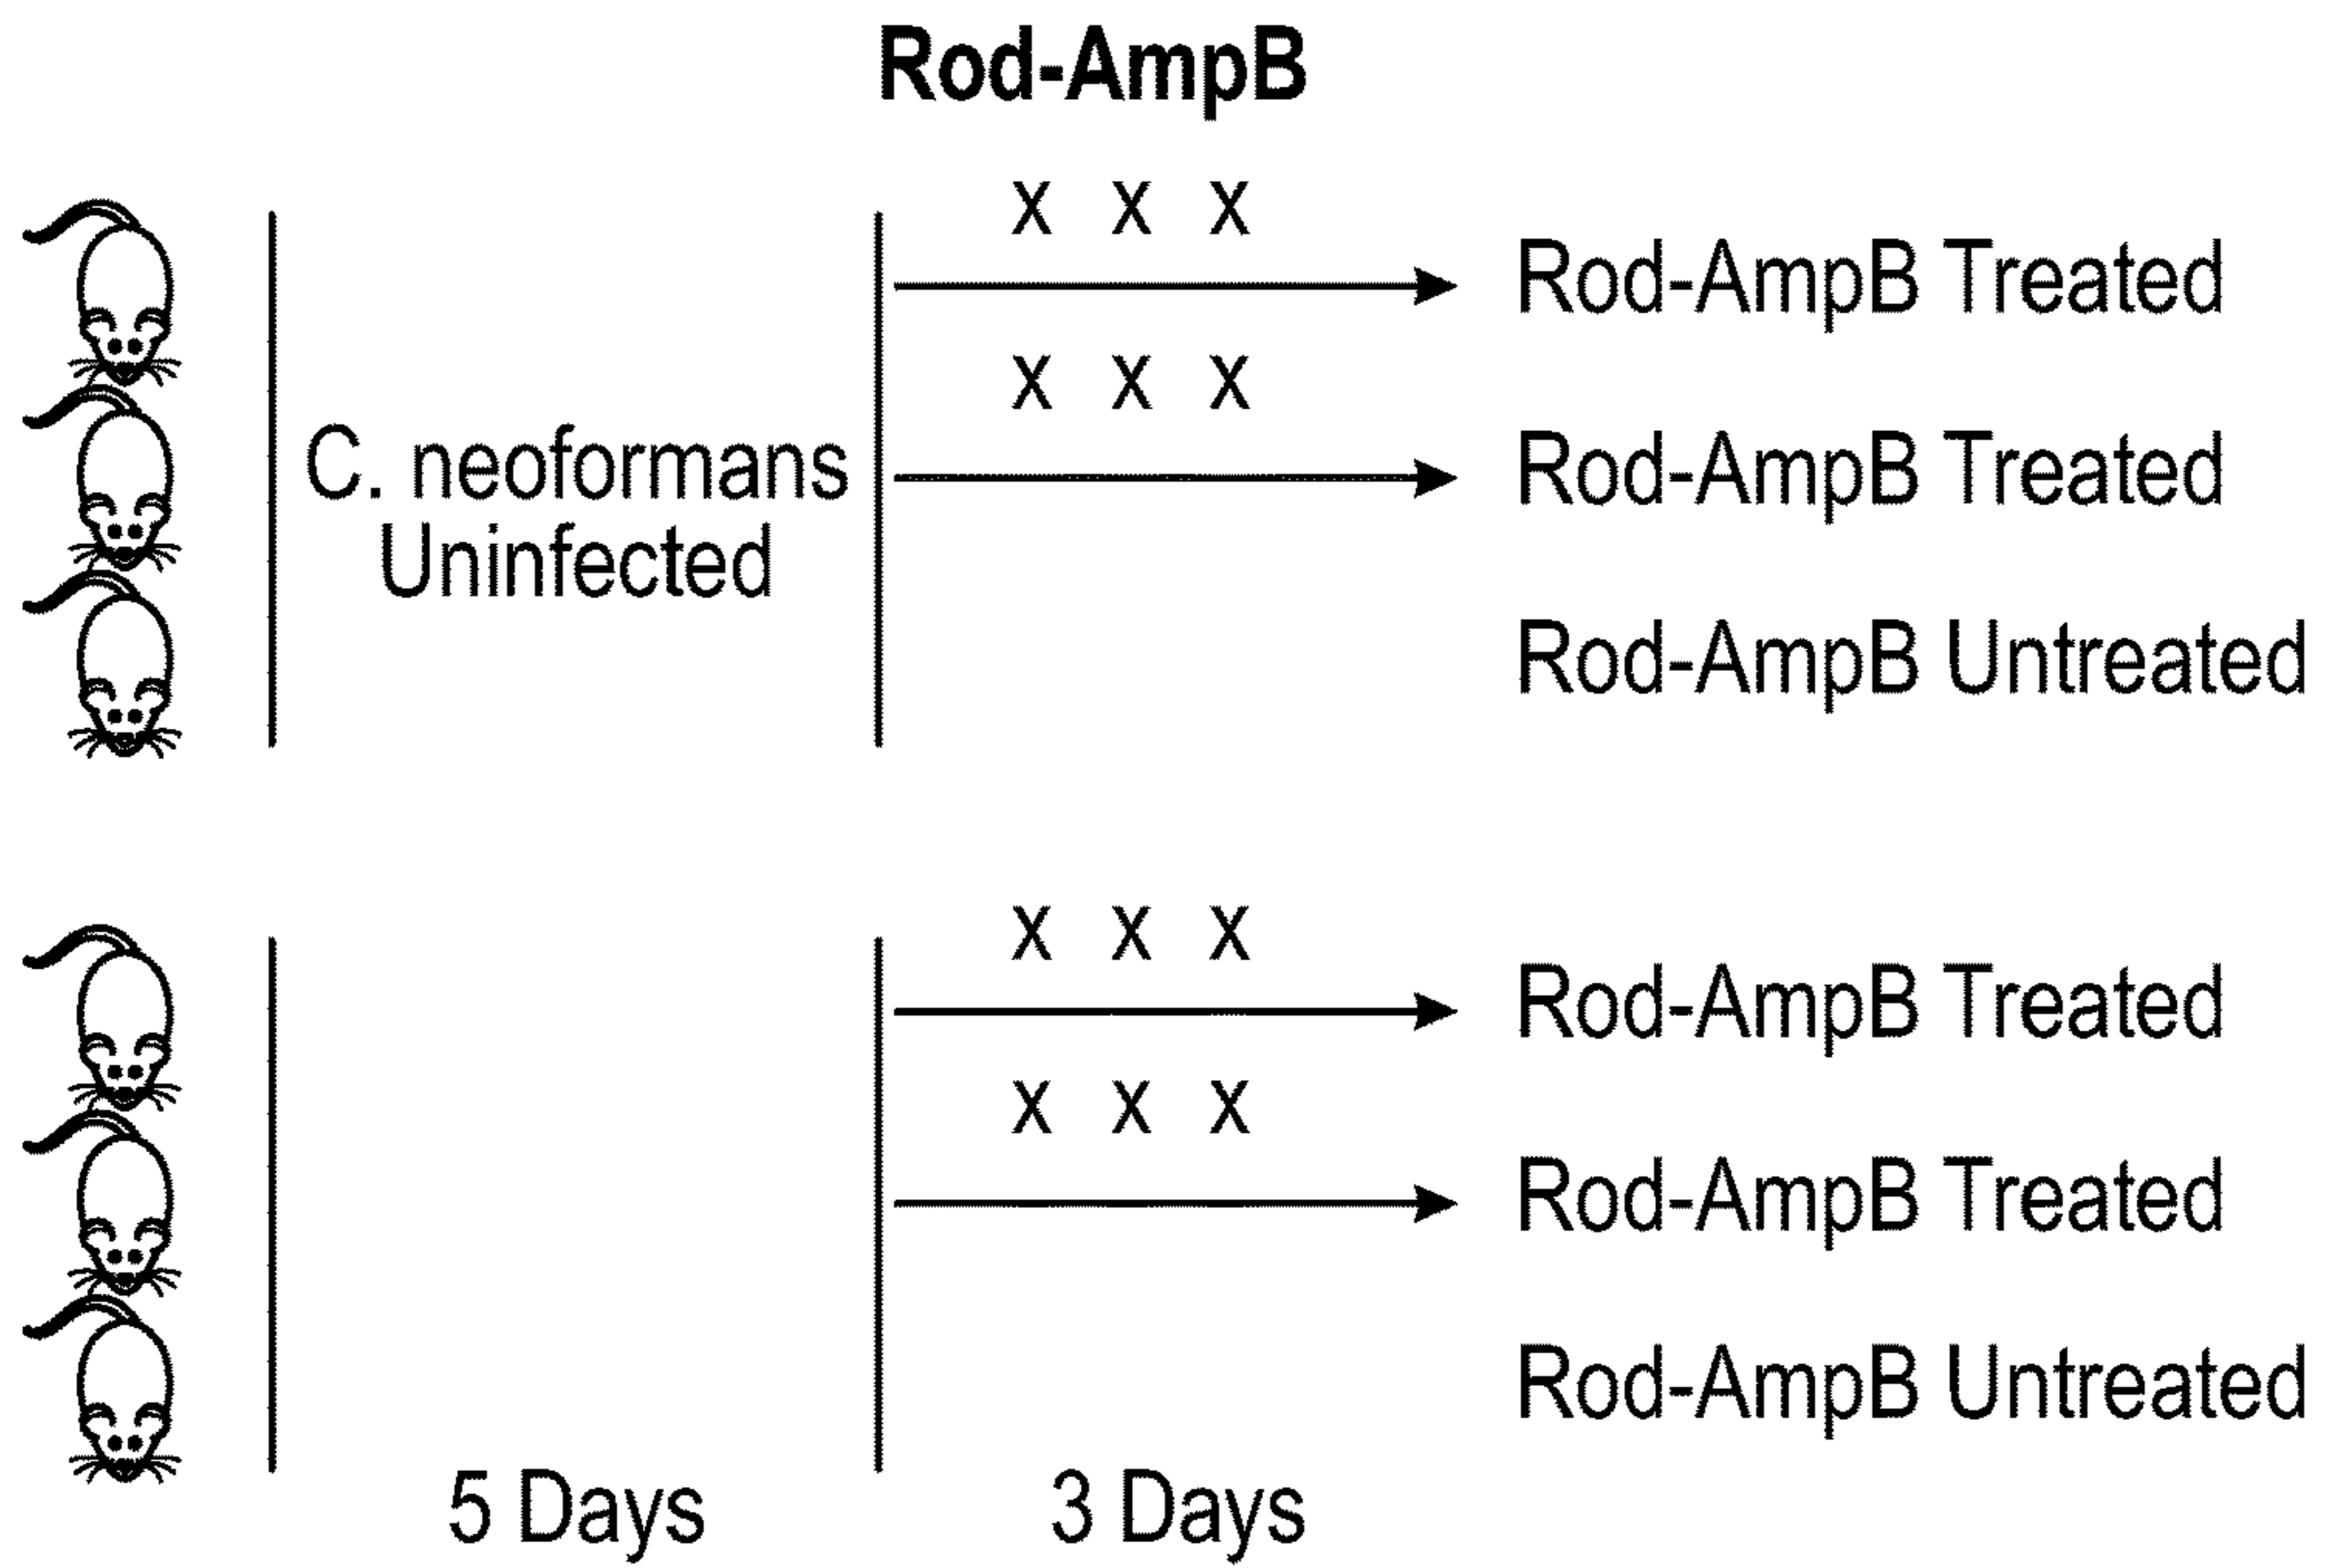 Rod-AmpB
x x x
Rod-AmpB Treated
x x x
C. neoformans
Uninfected
Rod-AmpB Treated
Rod-AmpB Untreated
x x x
Rod-AmpB Treated
x x x
Rod-AmpB Treated
Rod-AmpB Untreated
5 Days
3 Days